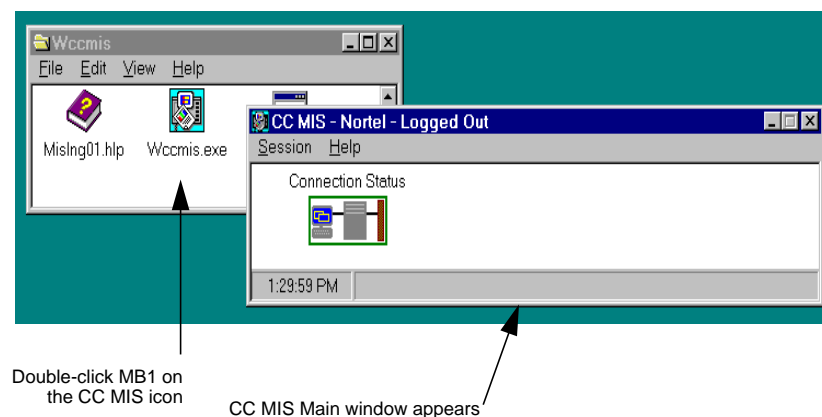 Wccmis
File Edit View Help
MisIng01.hlp Wccmis.exe
CC MIS - Nortel - Logged Out
Session Help
Connection Status
1:29:59 PM
Double-click MB1 on
the CC MIS icon
CC MIS Main window appears